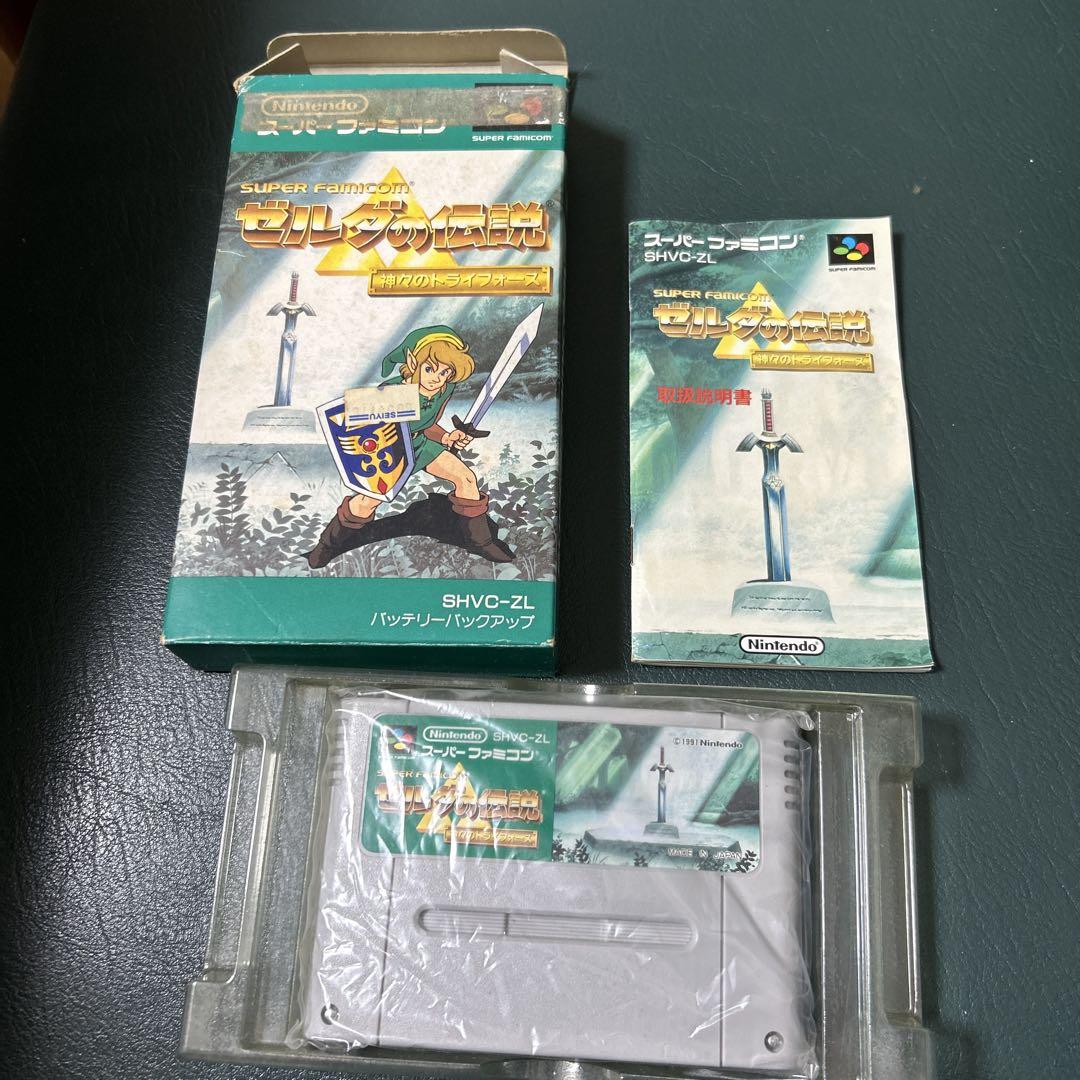 Nintendo
スーパーファミコン
SUPER FAMICOM
SUPER FAMICOM®
ゼルダの伝説®
神々のトライフォース
SEIYU
SHVC-ZL
バッテリーバックアップ
スーパーファミコン®
SHVC-ZL
SUPER FAMICOM
SUPER FAMICOM
ゼルダの伝説®
神々のトライフォース
取扱説明書
Nintendo
Nintendo SHVC-ZL
スーパーファミコン®
SUPER FAMICOM
ゼルダの伝説®
神々のトライフォース
©1991 Nintendo
MADE IN JAPAN